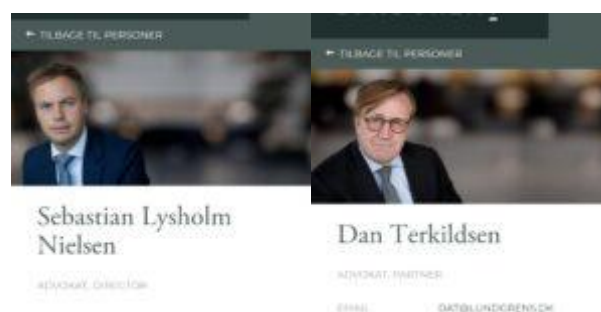 ← TILBAGE TIL PERSONER
Sebastian Lysholm
Nielsen
ADVOKAT, DIRECTOR
← TILBAGE TIL PERSONER
Dan Terkildsen
ADVOKAT, PARTNER
EMAIL DAT@LUNDGRENS.DK